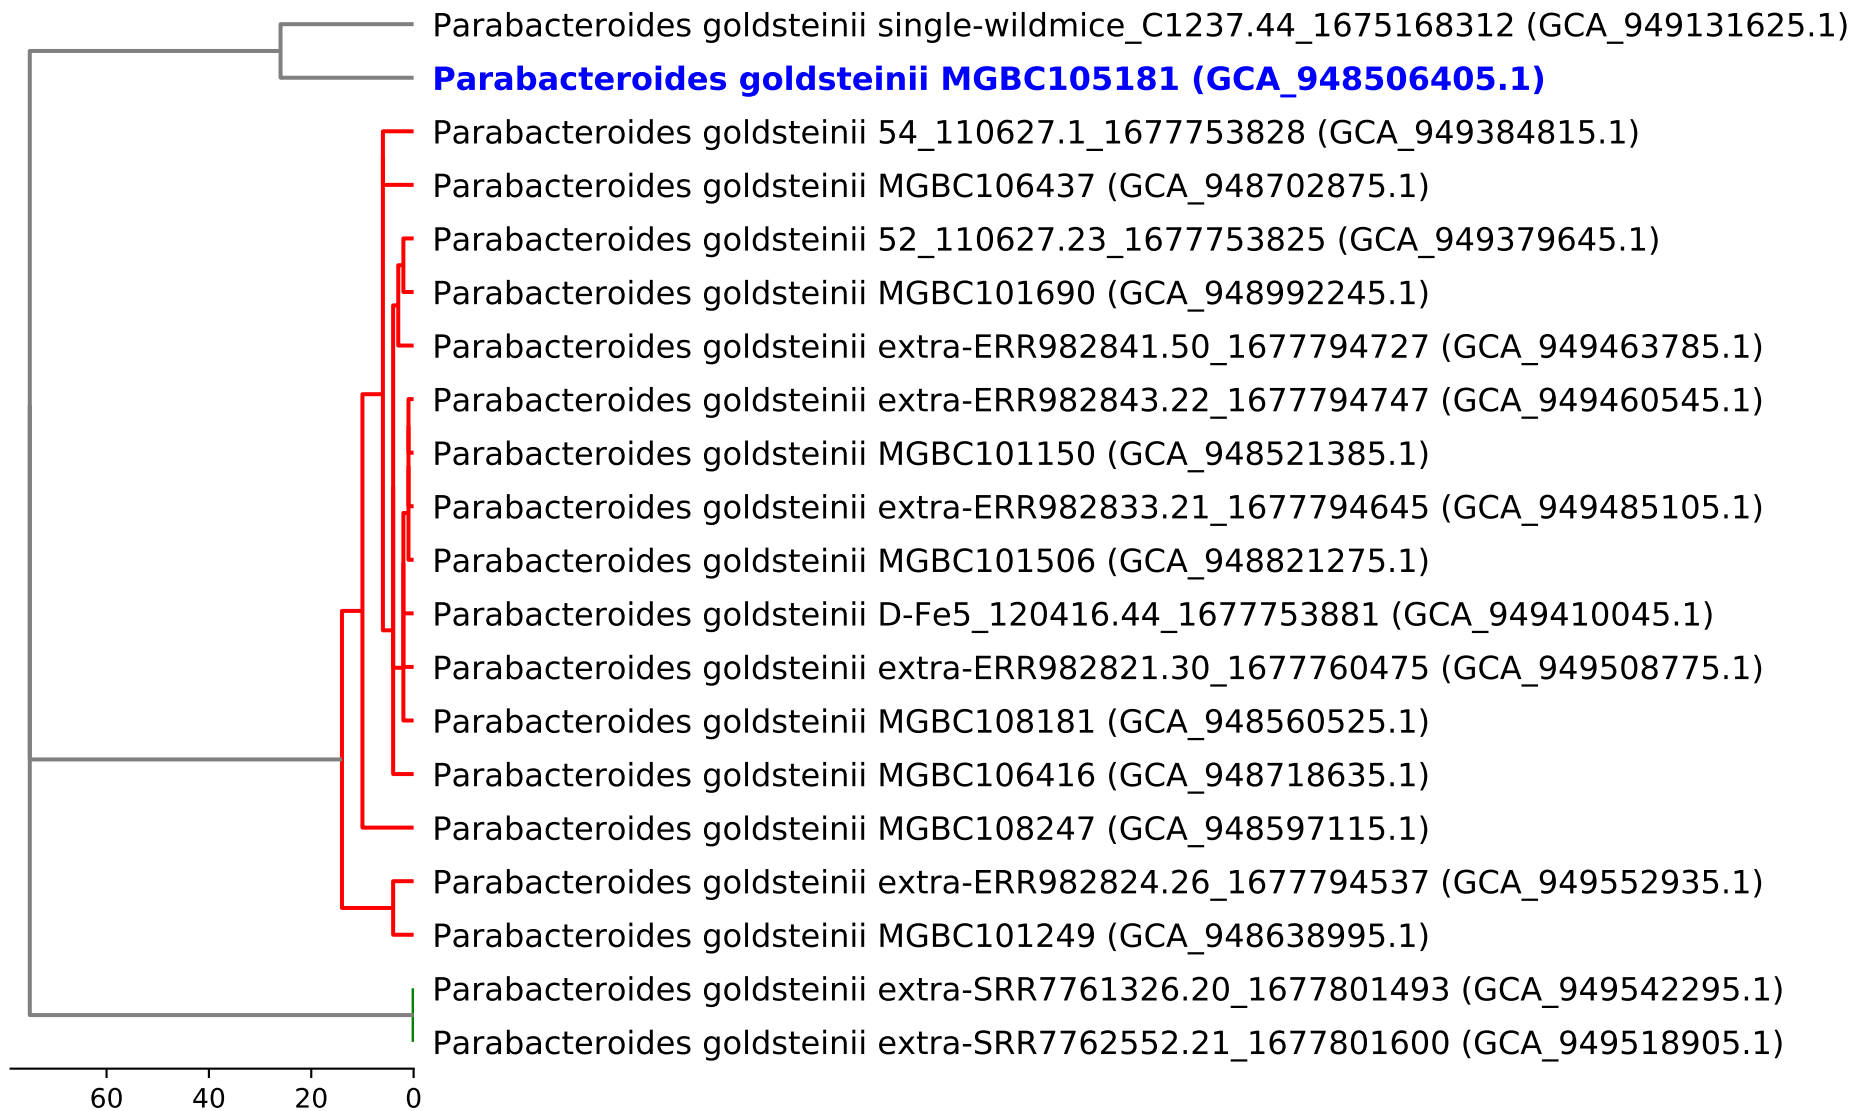 Parabacteroides goldsteinii single-wildmice_C1237.44_1675168312 (GCA_949131625.1)
Parabacteroides goldsteinii MGBC105181 (GCA_948506405.1)
Parabacteroides goldsteinii 54_110627.1_1677753828 (GCA_949384815.1)
Parabacteroides goldsteinii MGBC106437 (GCA_948702875.1)
Parabacteroides goldsteinii 52_110627.23_1677753825 (GCA_949379645.1)
Parabacteroides goldsteinii MGBC101690 (GCA_948992245.1)
Parabacteroides goldsteinii extra-ERR982841.50_1677794727 (GCA_949463785.1)
Parabacteroides goldsteinii extra-ERR982843.22_1677794747 (GCA_949460545.1)
Parabacteroides goldsteinii MGBC101150 (GCA_948521385.1)
Parabacteroides goldsteinii extra-ERR982833.21_1677794645 (GCA_949485105.1)
Parabacteroides goldsteinii MGBC101506 (GCA_948821275.1)
Parabacteroides goldsteinii D-Fe5_120416.44_1677753881 (GCA_949410045.1)
Parabacteroides goldsteinii extra-ERR982821.30_1677760475 (GCA_949508775.1)
Parabacteroides goldsteinii MGBC108181 (GCA_948560525.1)
Parabacteroides goldsteinii MGBC106416 (GCA_948718635.1)
Parabacteroides goldsteinii MGBC108247 (GCA_948597115.1)
Parabacteroides goldsteinii extra-ERR982824.26_1677794537 (GCA_949552935.1)
Parabacteroides goldsteinii MGBC101249 (GCA_948638995.1)
Parabacteroides goldsteinii extra-SRR7761326.20_1677801493 (GCA_949542295.1)
Parabacteroides goldsteinii extra-SRR7762552.21_1677801600 (GCA_949518905.1)
60 40 20 0